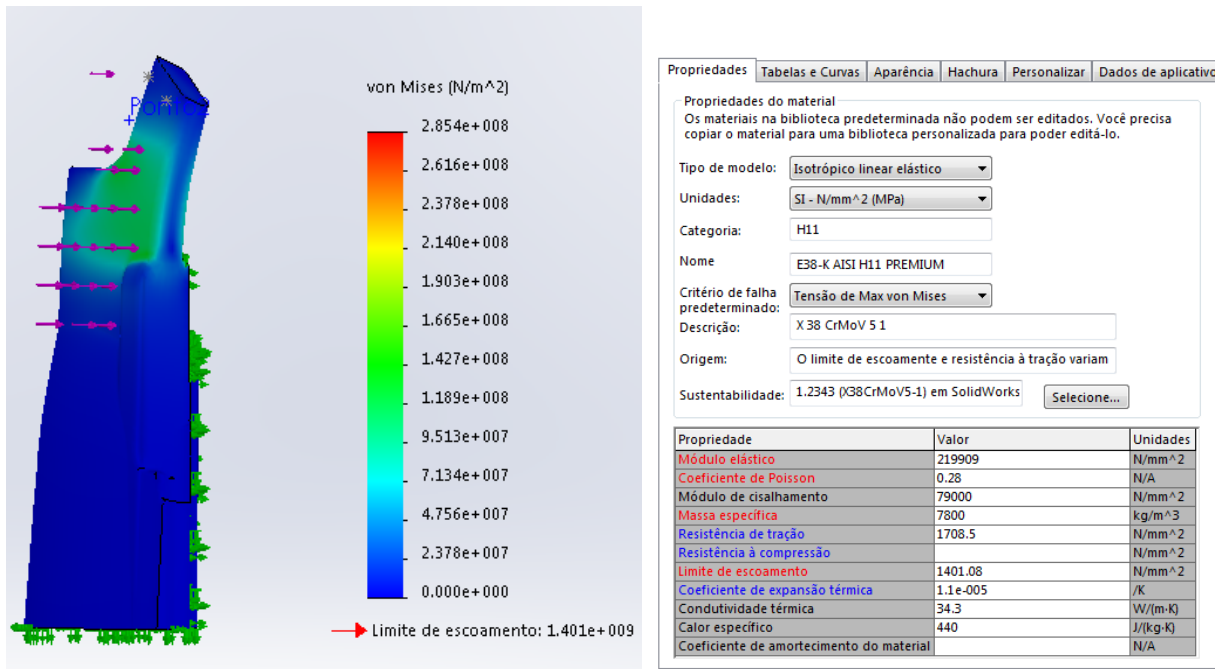 Ponto2
von Mises (N/m^2)
2.854e+008
2.616e+008
2.378e+008
2.140e+008
1.903e+008
1.665e+008
1.427e+008
1.189e+008
9.513e+007
7.134e+007
4.756e+007
2.378e+007
0.000e+000
Limite de escoamento: 1.401e+009
Propriedades Tabelas e Curvas Aparência Hachura Personalizar Dados de aplicativo
Propriedades do material
Os materiais na biblioteca predeterminada não podem ser editados. Você precisa
copiar o material para uma biblioteca personalizada para poder editá-lo.
Tipo de modelo: Isotrópico linear elástico
Unidades: SI - N/mm^2 (MPa)
Categoria: H11
Nome E38-K AISI H11 PREMIUM
Critério de falha
predeterminado: Tensão de Max von Mises
Descrição: X 38 CrMoV 5 1
Origem: O limite de escoamente e resistência à tração variam
Sustentabilidade: 1.2343 (X38CrMoV5-1) em SolidWorks Selecione...
Propriedade Valor Unidades
Módulo elástico 219909 N/mm^2
Coeficiente de Poisson 0.28 N/A
Módulo de cisalhamento 79000 N/mm^2
Massa específica 7800 kg/m^3
Resistência de tração 1708.5 N/mm^2
Resistência à compressão N/mm^2
Limite de escoamento 1401.08 N/mm^2
Coeficiente de expansão térmica 1.1e-005 /K
Condutividade térmica 34.3 W/(m·K)
Calor específico 440 J/(kg·K)
Coeficiente de amortecimento do material N/A